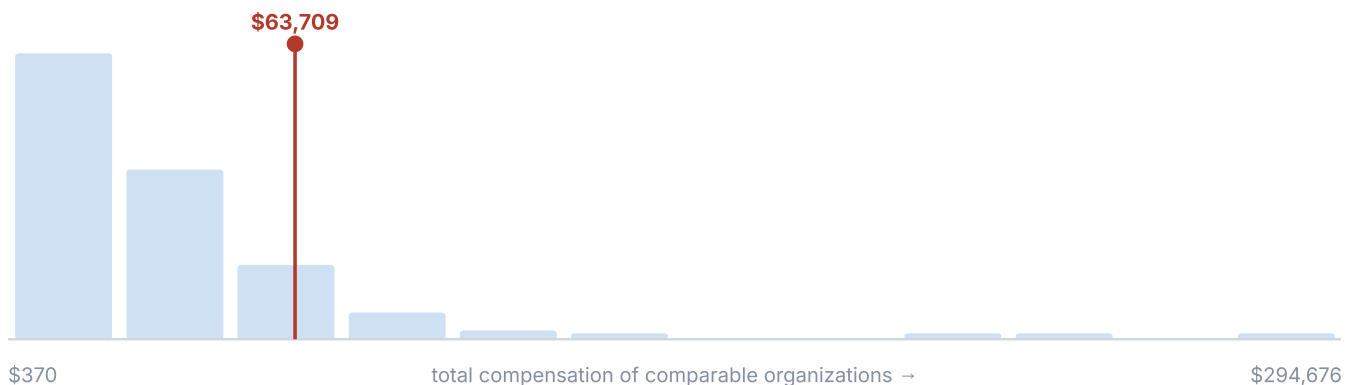 $63,709
$370 total compensation of comparable organizations → $294,676